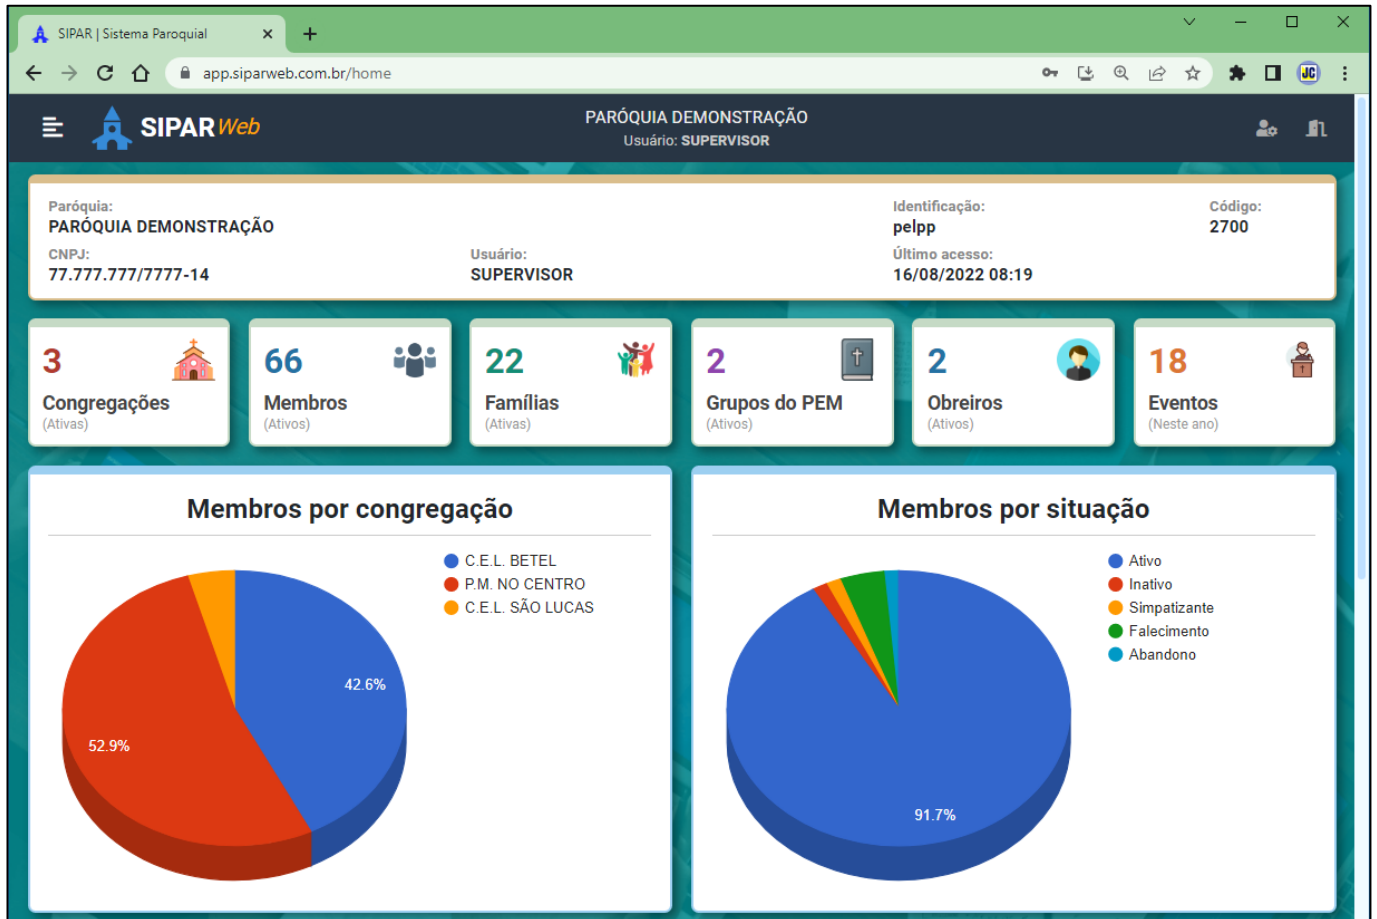 SIPAR | Sistema Paroquial
app.siparweb.com.br/home
JC
SIPAR Web
PARÓQUIA DEMONSTRAÇÃO
Usuário: SUPERVISOR
Paróquia:
PARÓQUIA DEMONSTRAÇÃO
Identificação:
pelpp
Código:
2700
CNPJ:
77.777.777/7777-14
Usuário:
SUPERVISOR
Último acesso:
16/08/2022 08:19
3
Congregações
(Ativas)
66
Membros
(Ativos)
22
Famílias
(Ativas)
2
Grupos do PEM
(Ativos)
2
Obreiros
(Ativos)
18
Eventos
(Neste ano)
Membros por congregação
C.E.L. BETEL
P.M. NO CENTRO
C.E.L. SÃO LUCAS
42.6%
52.9%
Membros por situação
Ativo
Inativo
Simpatizante
Falecimento
Abandono
91.7%